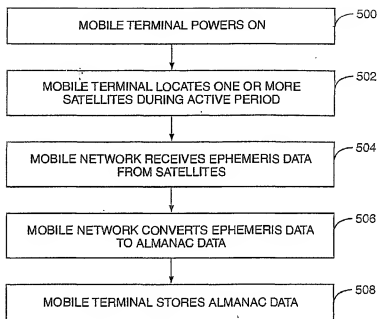 MOBILE TERMINAL POWERS ON
500
MOBILE TERMINAL LOCATES ONE OR MORE
SATELLITES DURING ACTIVE PERIOD
502
MOBILE NETWORK RECEIVES EPHEMERIS DATA
FROM SATELLITES
504
MOBILE NETWORK CONVERTS EPHEMERIS DATA
TO ALMANAC DATA
506
MOBILE TERMINAL STORES ALMANAC DATA
508